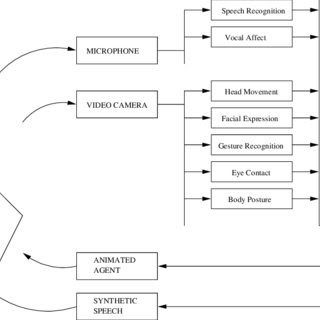 Speech Recognition
MICROPHONE
Vocal Affect
VIDEO CAMERA
Head Movement
Facial Expression
Gesture Recognition
Eye Contact
Body Posture
ANIMATED
AGENT
SYNTHETIC
SPEECH